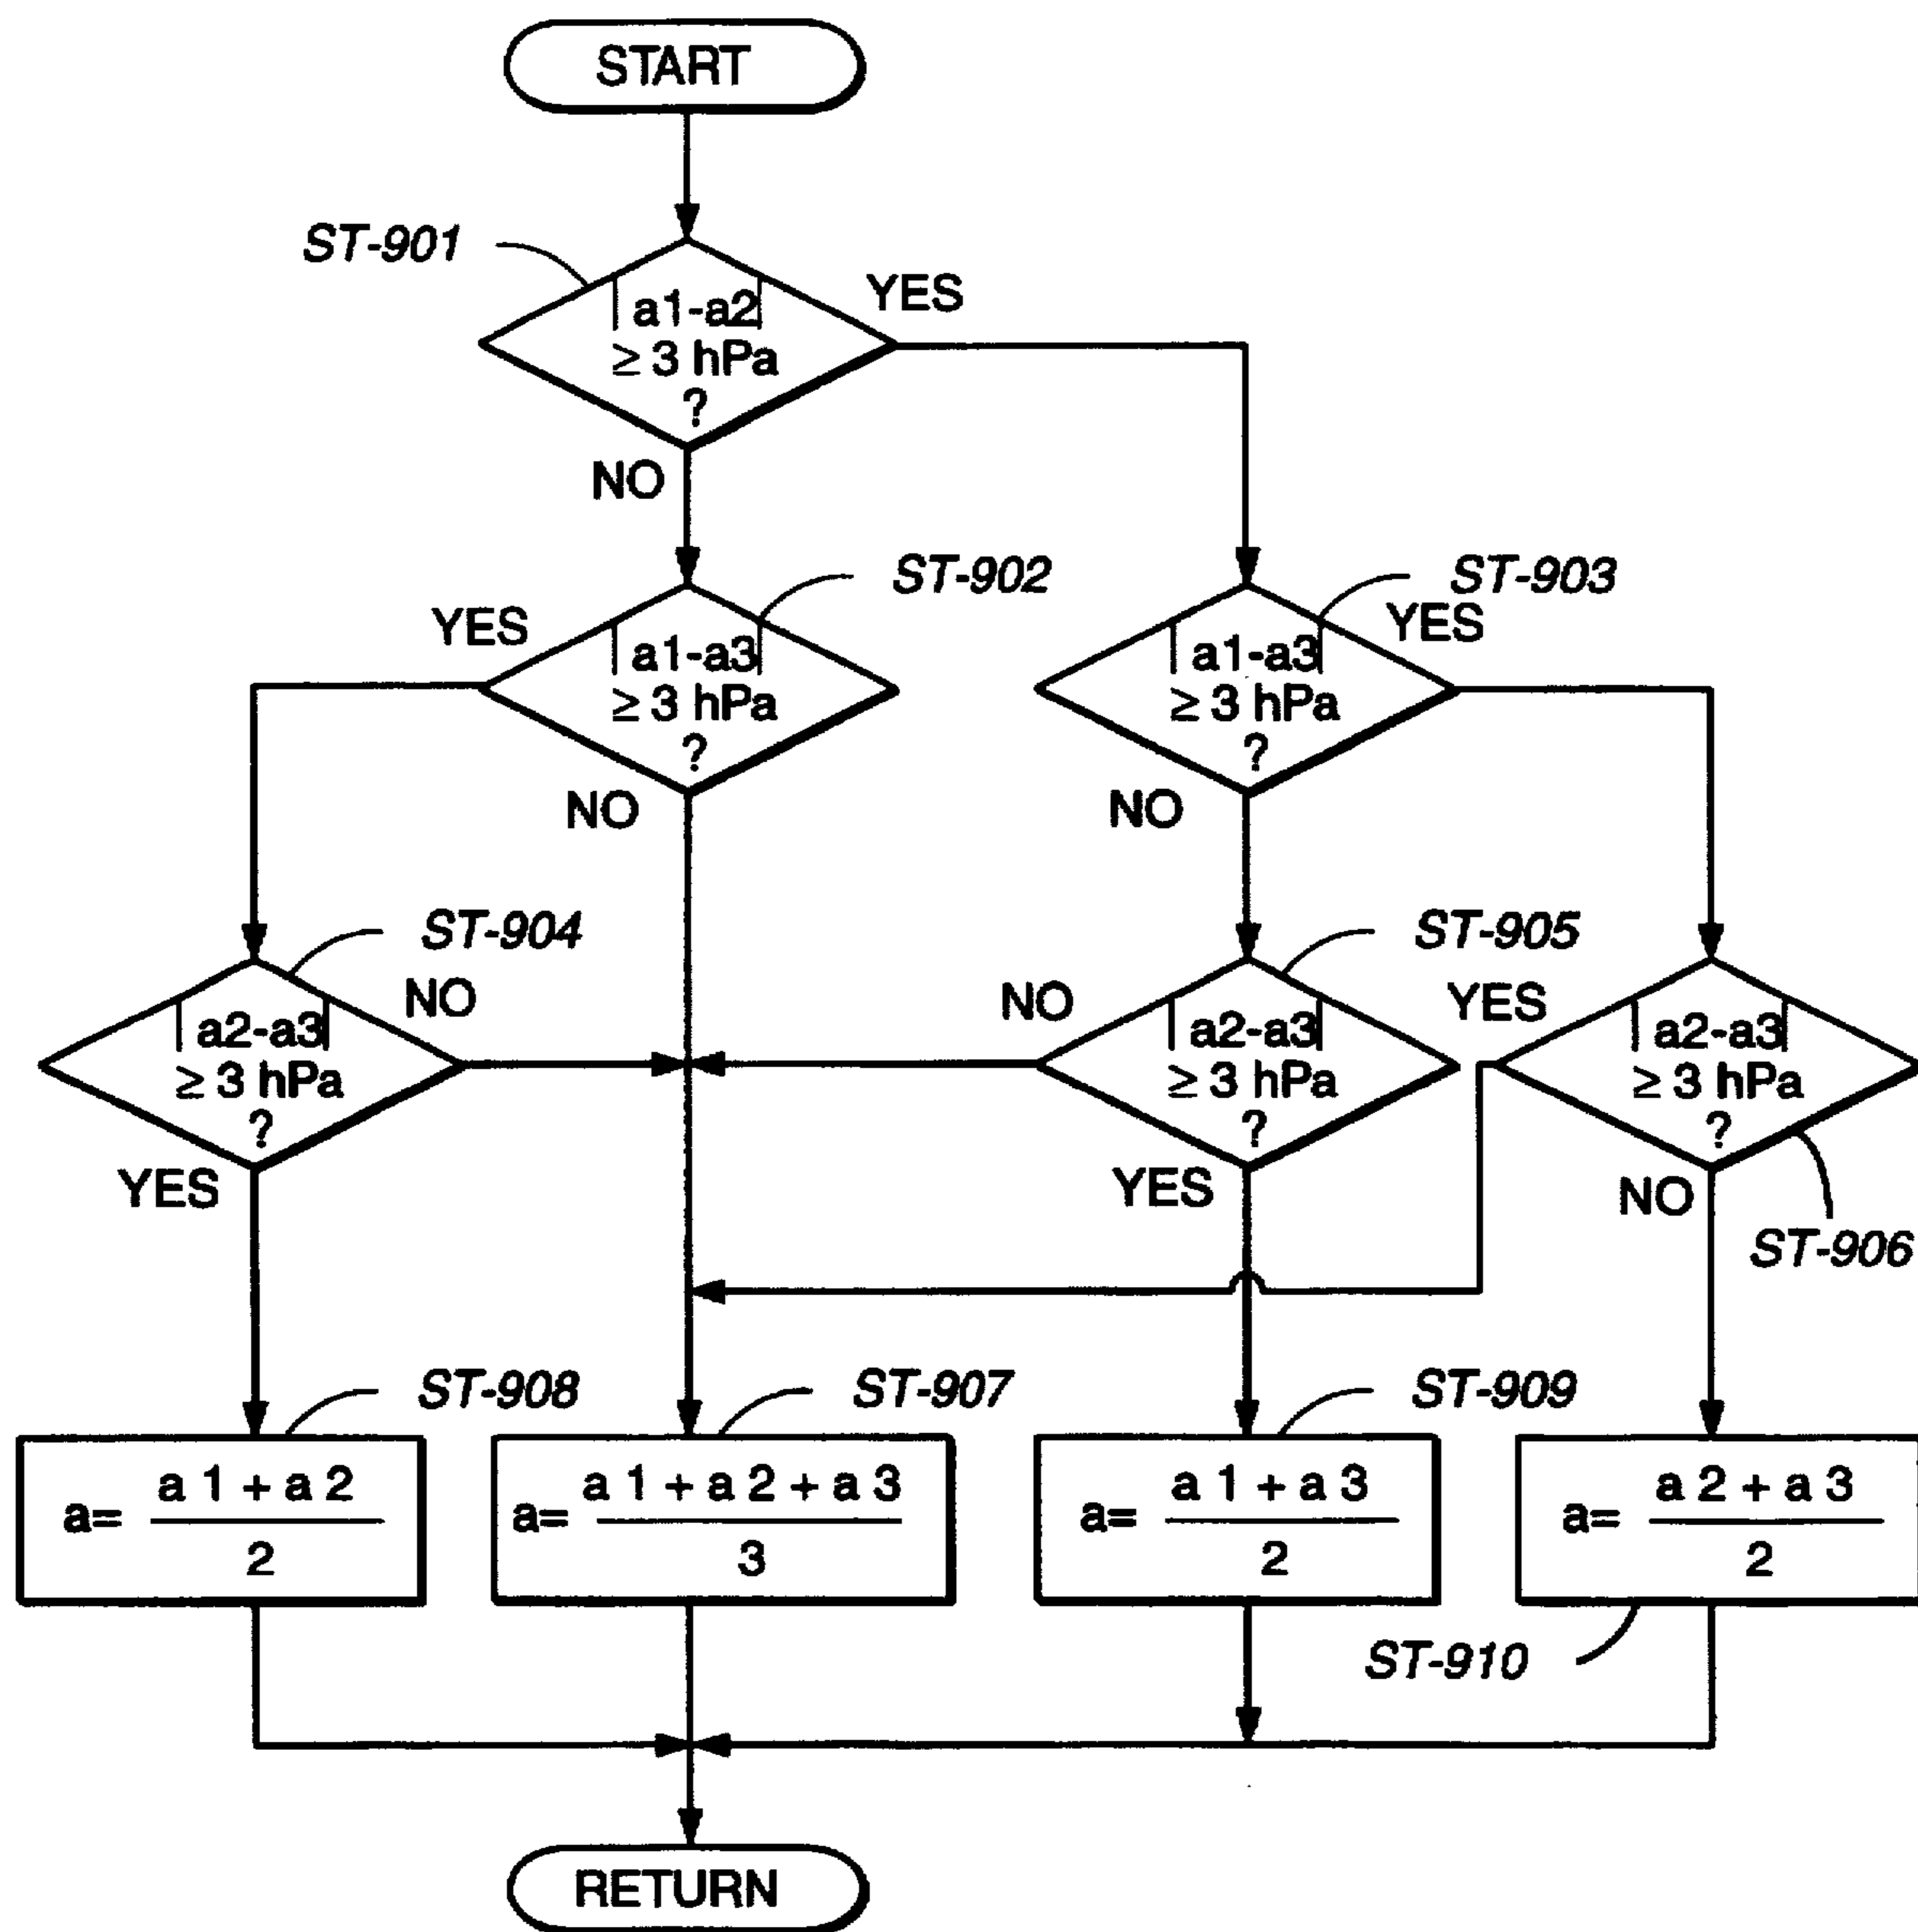 START
ST-901
|a1-a2|
≥ 3 hPa
?
YES
NO
ST-902
YES
|a1-a3|
≥ 3 hPa
?
NO
ST-903
YES
|a1-a3|
≥ 3 hPa
?
NO
ST-904
NO
|a2-a3|
≥ 3 hPa
?
YES
ST-905
NO
|a2-a3|
≥ 3 hPa
?
YES
YES
|a2-a3|
≥ 3 hPa
?
NO
ST-906
ST-908
a= a 1 + a 2
2
ST-907
a= a 1 + a 2 + a 3
3
ST-909
a= a 1 + a 3
2
a= a 2 + a 3
2
ST-910
RETURN